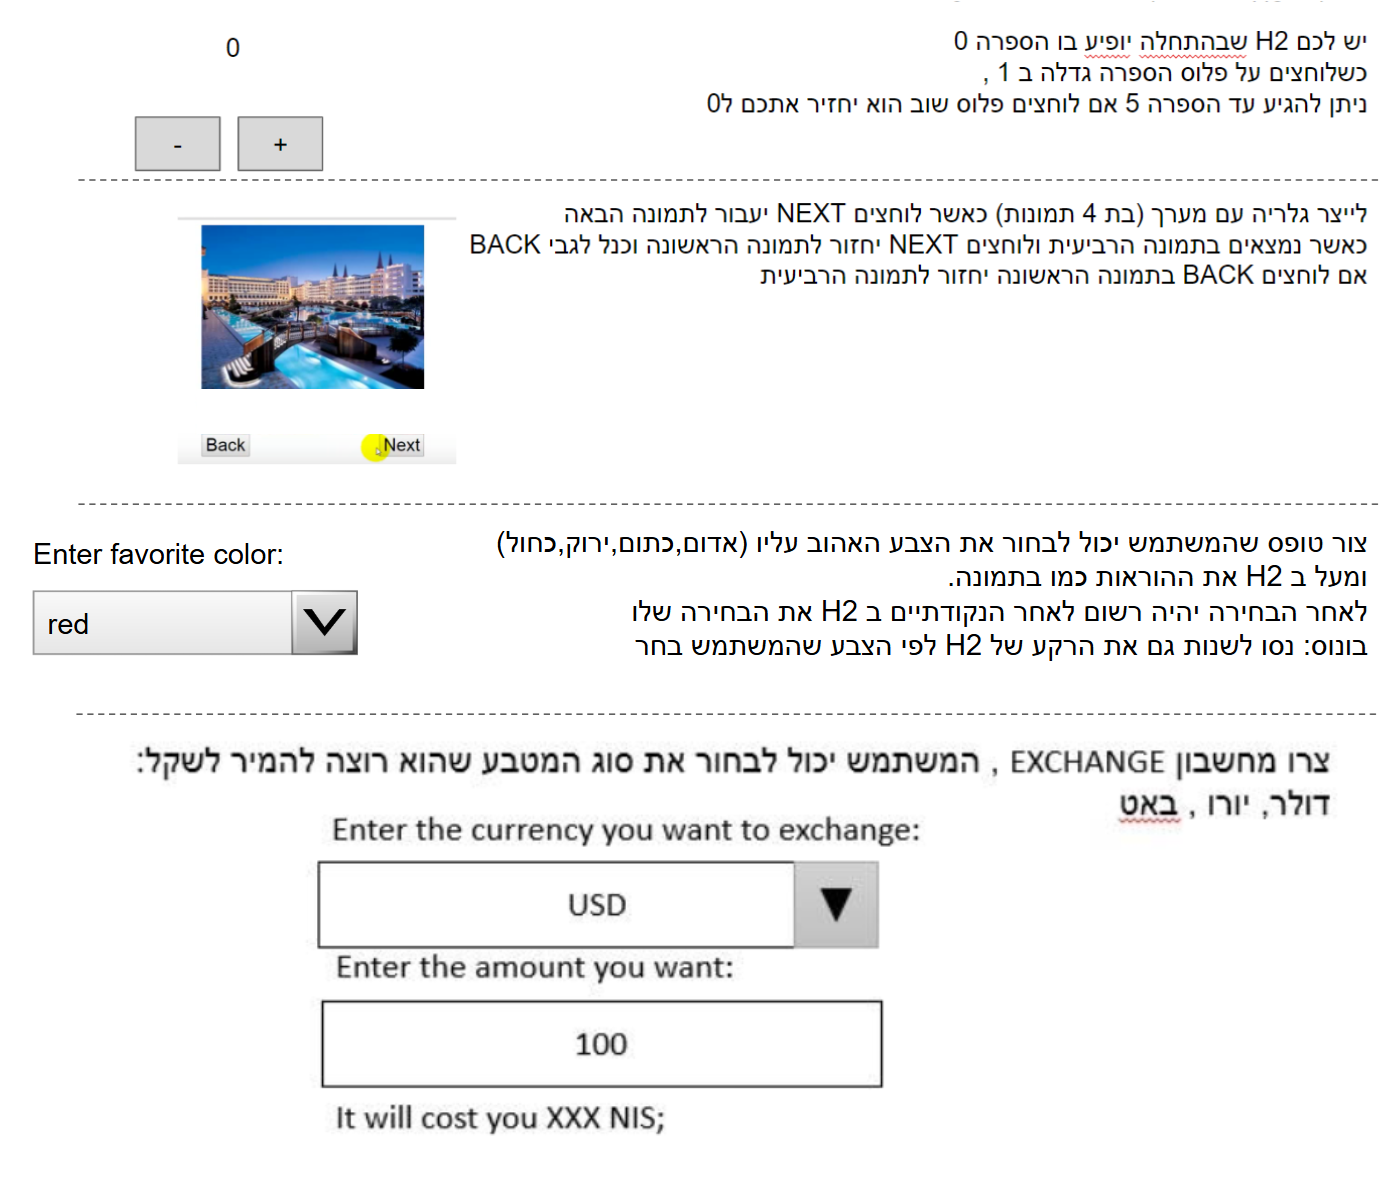 יש לכם H2 שבהתחלה יופיע בו הספרה 0
כשלוחצים על פלוס הספרה גדלה ב 1 ,
ניתן להגיע עד הספרה 5 אם לוחצים פלוס שוב הוא יחזיר אתכם ל0
0
-
+
לייצר גלריה עם מערך (בת 4 תמונות) כאשר לוחצים NEXT יעבור לתמונה הבאה
כאשר נמצאים בתמונה הרביעית ולוחצים NEXT יחזור לתמונה הראשונה וכנל לגבי BACK
אם לוחצים BACK בתמונה הראשונה יחזור לתמונה הרביעית
Back
Next
צור טופס שהמשתמש יכול לבחור את הצבע האהוב עליו (אדום,כתום,ירוק,כחול)
ומעל ב H2 את ההוראות כמו בתמונה.
לאחר הבחירה יהיה רשום לאחר הנקודתיים ב H2 את הבחירה שלו
בונוס: נסו לשנות גם את הרקע של H2 לפי הצבע שהמשתמש בחר
Enter favorite color:
red
צרו מחשבון EXCHANGE , המשתמש יכול לבחור את סוג המטבע שהוא רוצה להמיר לשקל:
דולר, יורו , באט
Enter the currency you want to exchange:
USD
Enter the amount you want:
100
It will cost you XXX NIS;